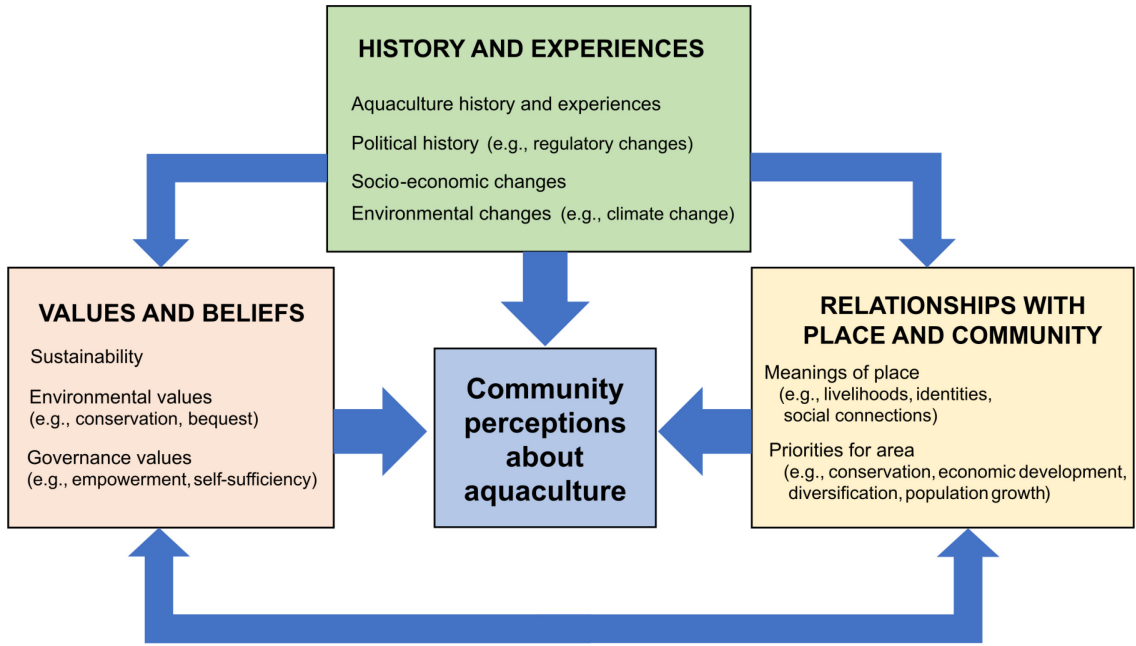 HISTORY AND EXPERIENCES
Aquaculture history and experiences
Political history (e.g., regulatory changes)
Socio-economic changes
Environmental changes (e.g., climate change)
VALUES AND BELIEFS
Sustainability
Environmental values
(e.g., conservation, bequest)
Governance values
(e.g., empowerment, self-sufficiency)
Community
perceptions
about
aquaculture
RELATIONSHIPS WITH
PLACE AND COMMUNITY
Meanings of place
(e.g., livelihoods, identities,
social connections)
Priorities for area
(e.g., conservation, economic development,
diversification, population growth)